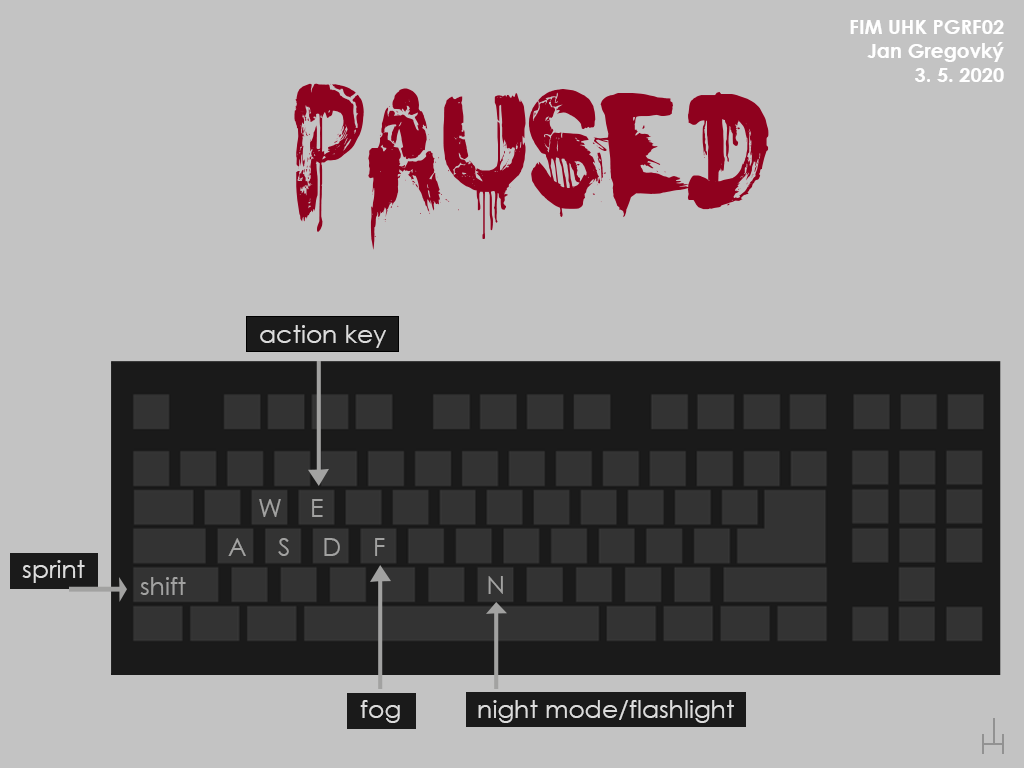 FIM UHK PGRF02
Jan Gregovký
3. 5. 2020
PAUSED
action key
W E
A S D F
sprint
shift
N
fog
night mode/flashlight